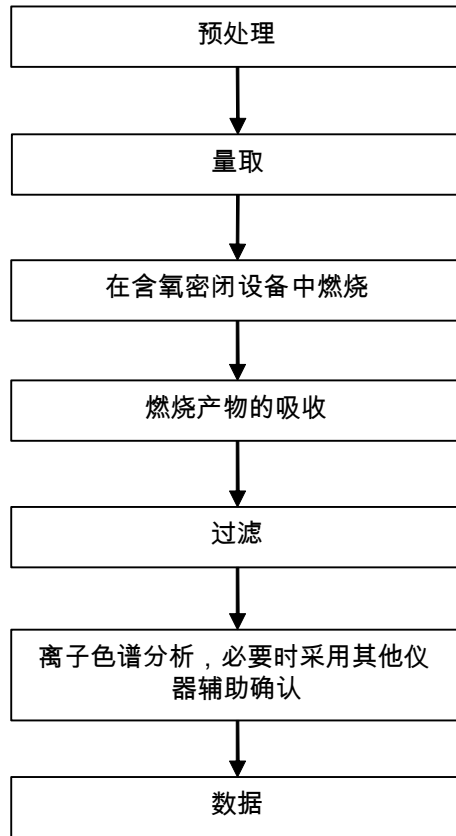 预处理
量取
在含氧密闭设备中燃烧
燃烧产物的吸收
过滤
离子色谱分析，必要时采用其他仪
器辅助确认
数据